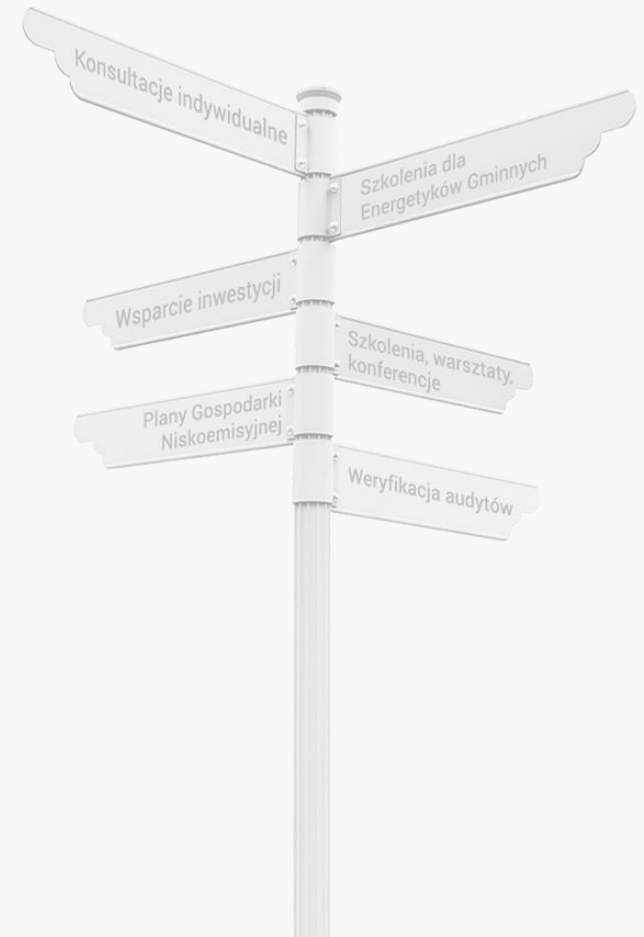 Konsultacje indywidualne
Szkolenia dla
Energetyków Gminnych
Wsparcie inwestycji
Szkolenia, warsztaty,
konferencje
Plany Gospodarki
Niskoemisyjnej
Weryfikacja audytów